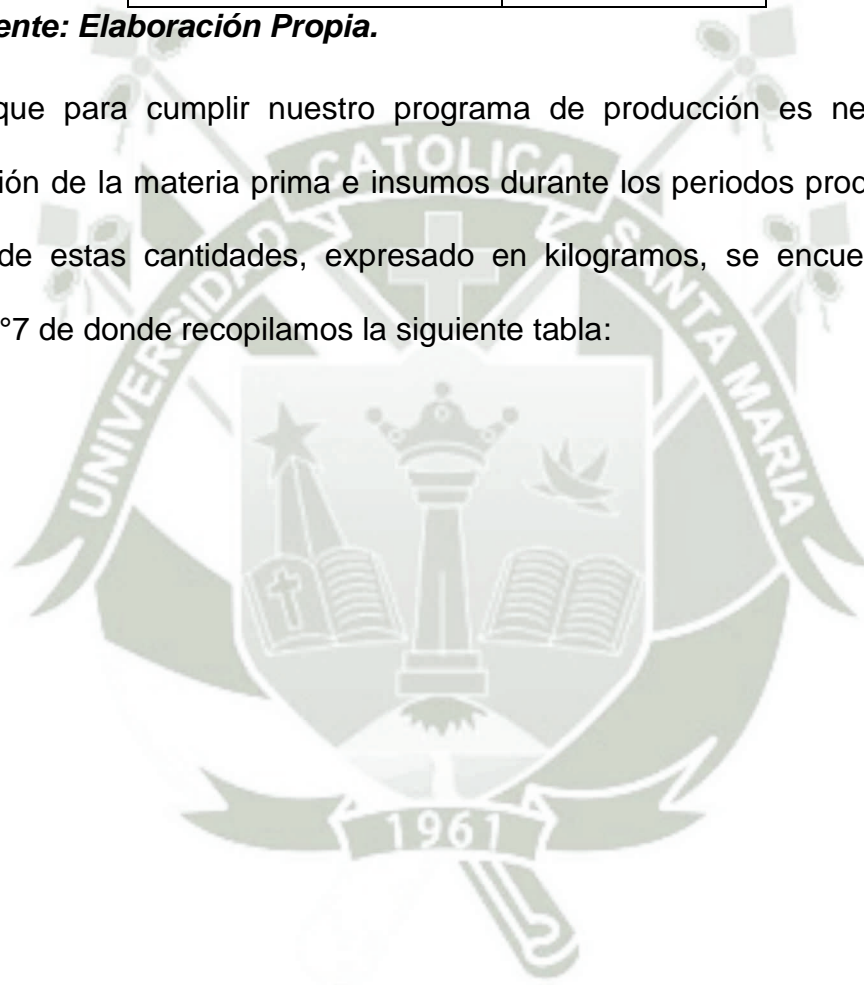 ente: Elaboración Propia.
que para cumplir nuestro programa de producción es ne
ión de la materia prima e insumos durante los periodos prod
de estas cantidades, expresado en kilogramos, se encue
°7 de donde recopilamos la siguiente tabla:
UNIVERSIDAD CATOLICA SANTA MARIA
1961